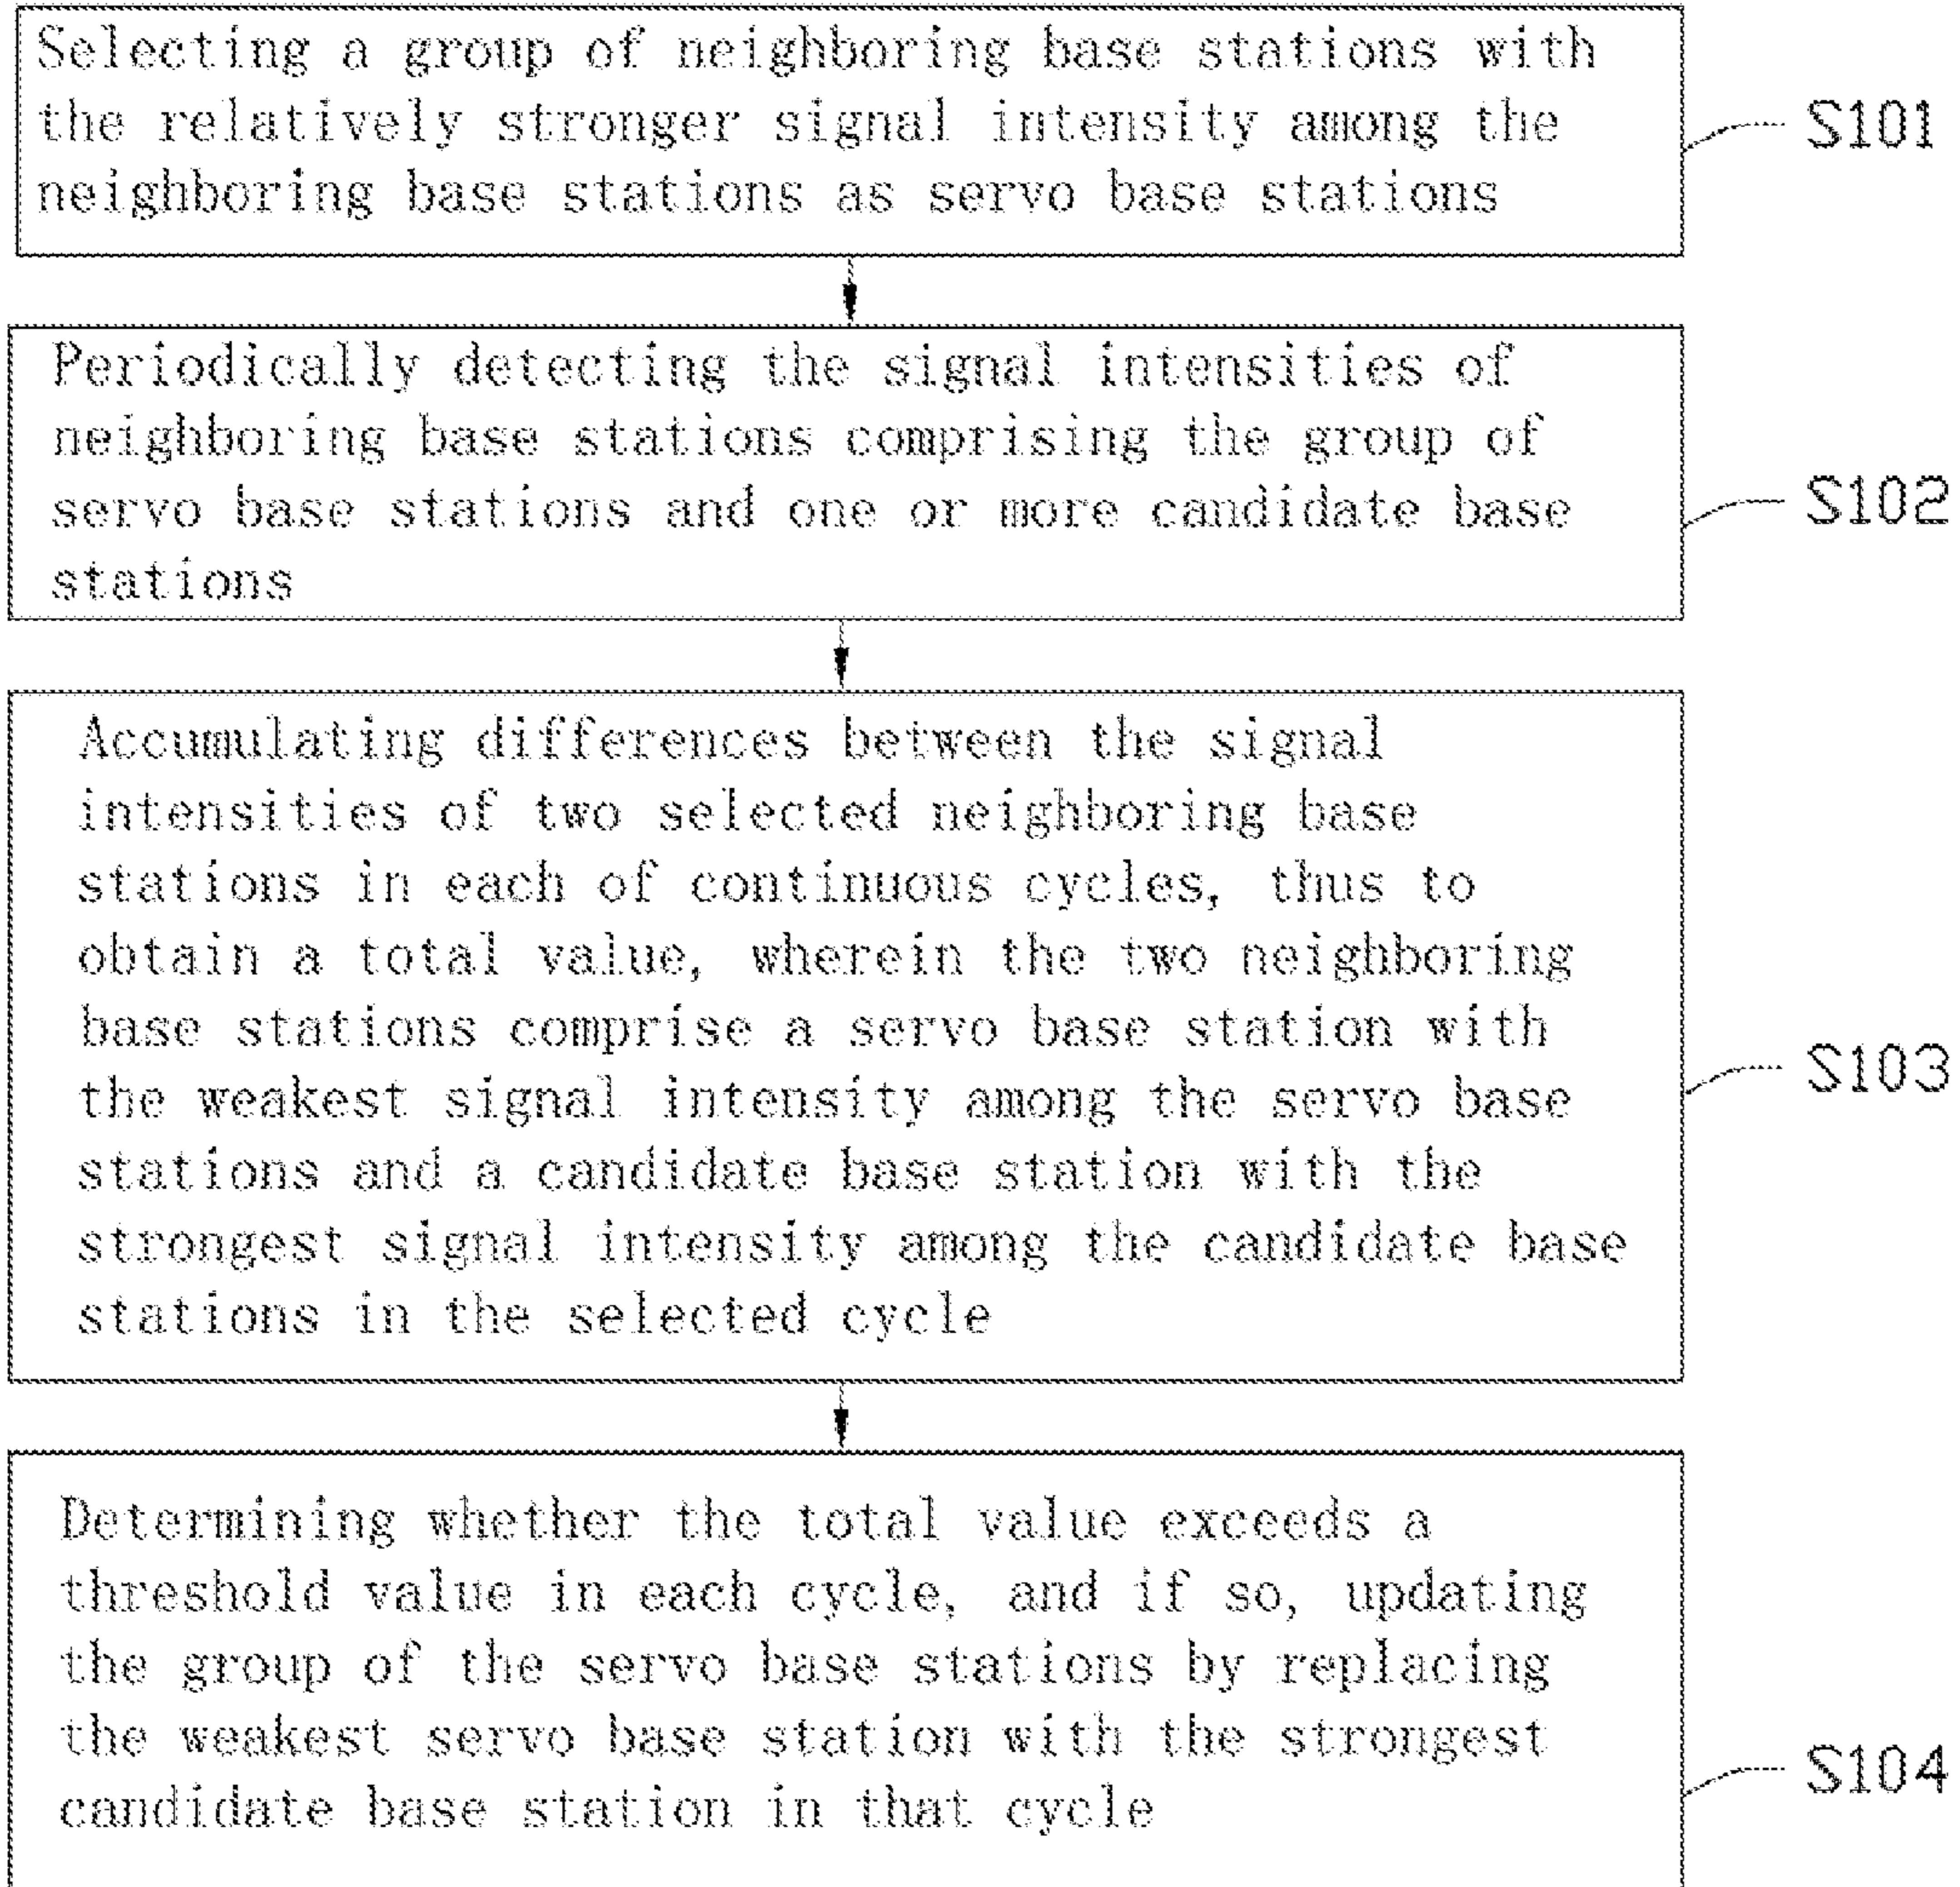 Selecting a group of neighboring base stations with
the relatively stronger signal intensity among the
neighboring base stations as servo base stations
S101
Periodically detecting the signal intensities of
neighboring base stations comprising the group of
servo base stations and one or more candidate base
stations
S102
Accumulating differences between the signal
intensities of two selected neighboring base
stations in each of continuous cycles, thus to
obtain a total value, wherein the two neighboring
base stations comprise a servo base station with
the weakest signal intensity among the servo base
stations and a candidate base station with the
strongest signal intensity among the candidate base
stations in the selected cycle
S103
Determining whether the total value exceeds a
threshold value in each cycle, and if so, updating
the group of the servo base stations by replacing
the weakest servo base station with the strongest
candidate base station in that cycle
S104